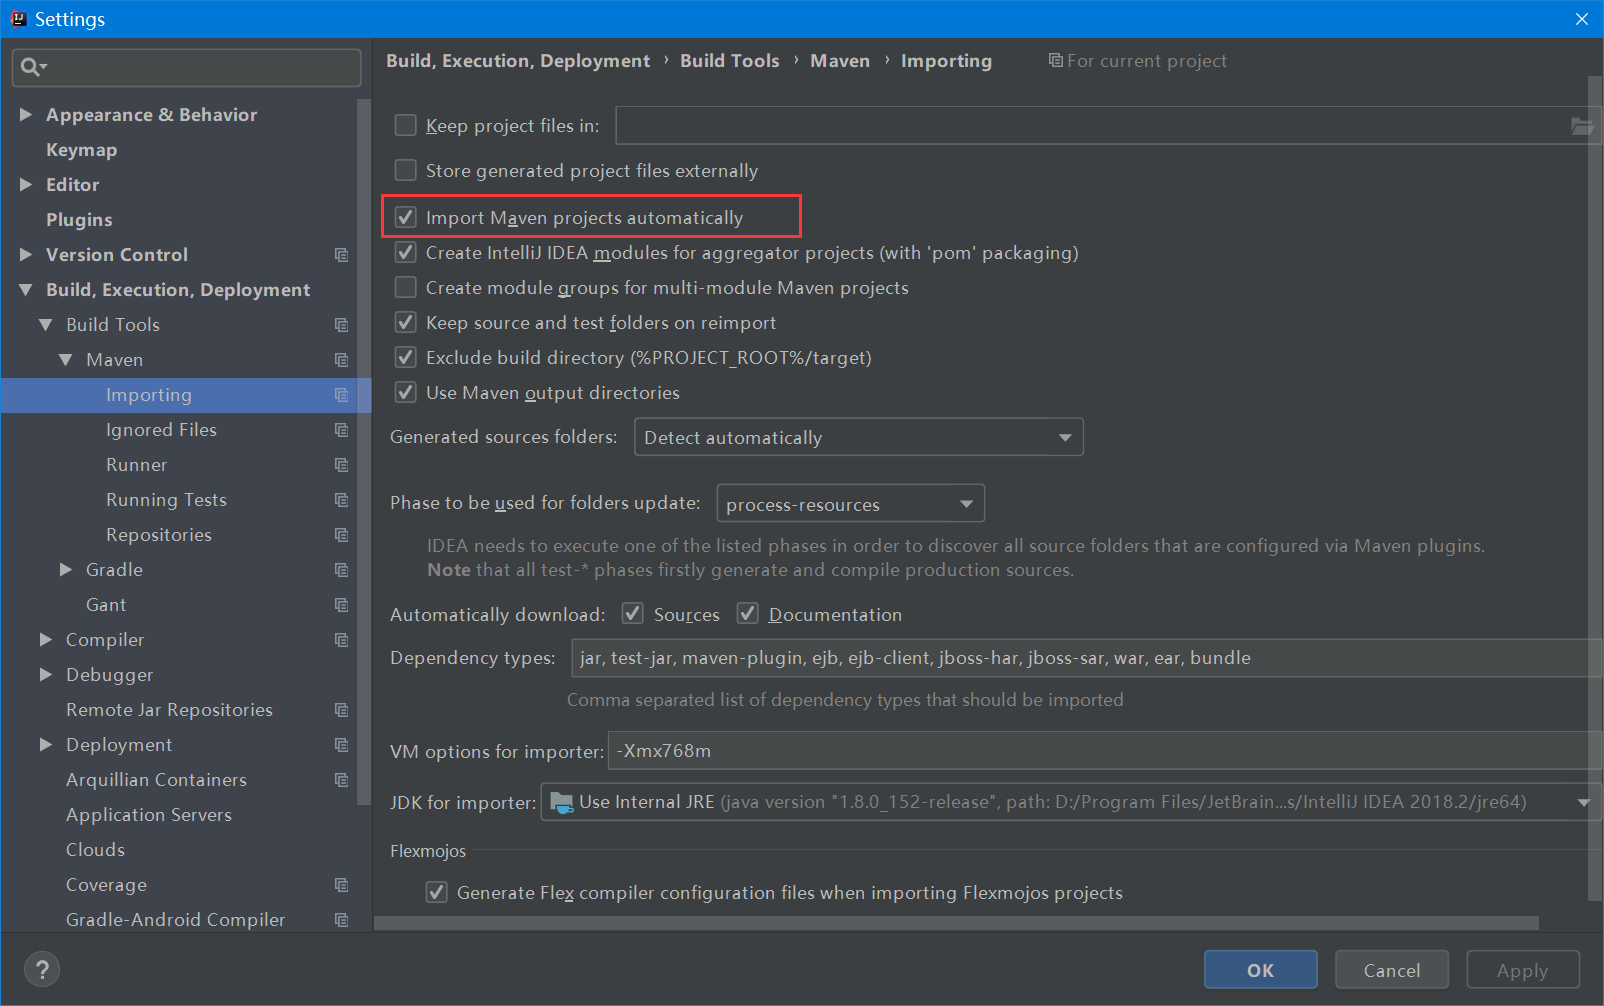 Settings
Appearance & Behavior
Keymap
Editor
Plugins
Version Control
Build, Execution, Deployment
Build Tools
Maven
Importing
Ignored Files
Runner
Running Tests
Repositories
Gradle
Gant
Compiler
Debugger
Remote Jar Repositories
Deployment
Arquillian Containers
Application Servers
Clouds
Coverage
Gradle-Android Compiler
Build, Execution, Deployment › Build Tools › Maven › Importing For current project
Keep project files in:
Store generated project files externally
Import Maven projects automatically
Create IntelliJ IDEA modules for aggregator projects (with 'pom' packaging)
Create module groups for multi-module Maven projects
Keep source and test folders on reimport
Exclude build directory (%PROJECT_ROOT%/target)
Use Maven output directories
Generated sources folders: Detect automatically
Phase to be used for folders update: process-resources
IDEA needs to execute one of the listed phases in order to discover all source folders that are configured via Maven plugins.
Note that all test-* phases firstly generate and compile production sources.
Automatically download: Sources Documentation
Dependency types: jar, test-jar, maven-plugin, ejb, ejb-client, jboss-har, jboss-sar, war, ear, bundle
Comma separated list of dependency types that should be imported
VM options for importer: -Xmx768m
JDK for importer: Use Internal JRE (java version "1.8.0_152-release", path: D:/Program Files/JetBrain...s/IntelliJ IDEA 2018.2/jre64)
Flexmojos
Generate Flex compiler configuration files when importing Flexmojos projects
? OK Cancel Apply